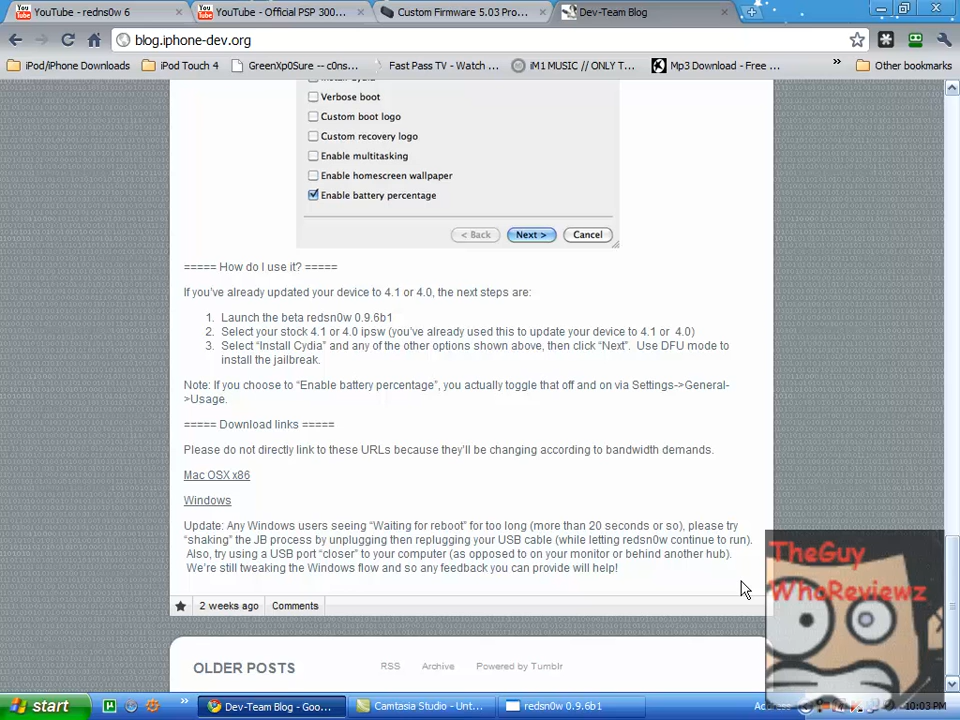 YouTube - redns0w 6
YouTube - Official PSP 300...
Custom Firmware 5.03 Pro...
Dev-Team Blog
blog.iphone-dev.org
iPod/iPhone Downloads
iPod Touch 4
GreenXp0Sure -- c0ns...
Fast Pass TV - Watch ...
iM1 MUSIC // ONLY T...
Mp3 Download - Free ...
Other bookmarks
Install Cydia
Verbose boot
Custom boot logo
Custom recovery logo
Enable multitasking
Enable homescreen wallpaper
Enable battery percentage
< Back
Next >
Cancel
===== How do I use it? =====
If you've already updated your device to 4.1 or 4.0, the next steps are:
1. Launch the beta redsn0w 0.9.6b1
2. Select your stock 4.1 or 4.0 ipsw (you've already used this to update your device to 4.1 or 4.0)
3. Select “Install Cydia” and any of the other options shown above, then click “Next”. Use DFU mode to
install the jailbreak.
Note: If you choose to “Enable battery percentage”, you actually toggle that off and on via Settings->General-
>Usage.
===== Download links =====
Please do not directly link to these URLs because they'll be changing according to bandwidth demands.
Mac OSX x86
Windows
Update: Any Windows users seeing “Waiting for reboot” for too long (more than 20 seconds or so), please try
“shaking” the JB process by unplugging then replugging your USB cable (while letting redsn0w continue to run).
Also, try using a USB port “closer” to your computer (as opposed to on your monitor or behind another hub).
We're still tweaking the Windows flow and so any feedback you can provide will help!
2 weeks ago
Comments
OLDER POSTS
RSS
Archive
Powered by Tumblr
TheGuy
WhoReviewz
start
Dev-Team Blog - Goo...
Camtasia Studio - Unt...
redsn0w 0.9.6b1
Address
10:03 PM